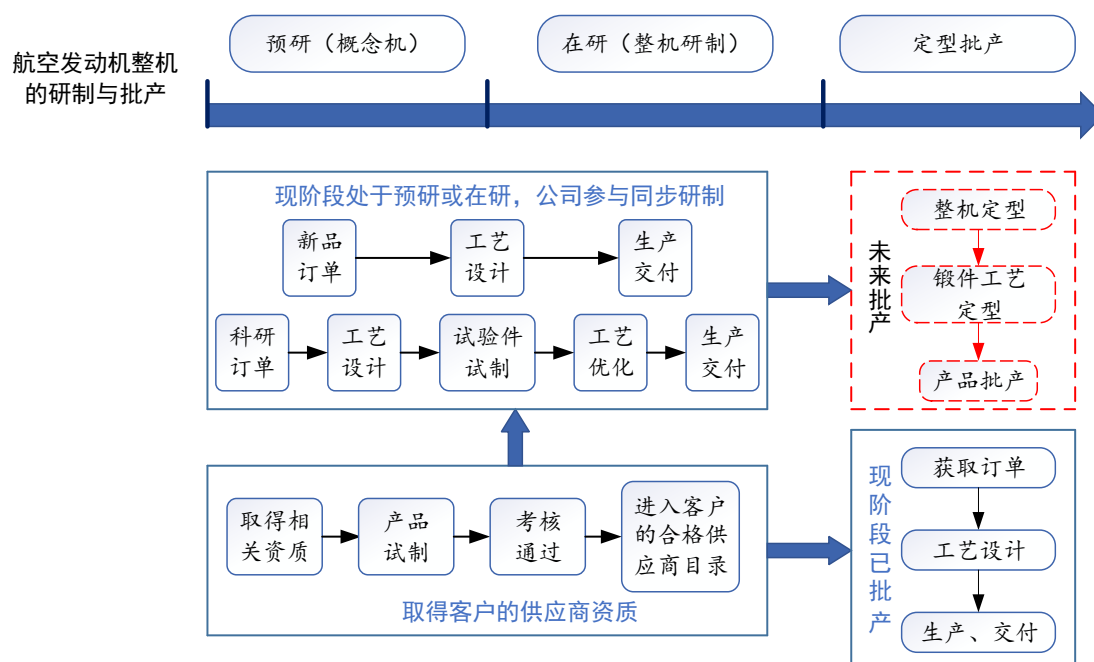 预研（概念机）
在研（整机研制）
定型批产
航空发动机整机
的研制与批产
现阶段处于预研或在研，公司参与同步研制
新品
订单
工艺
设计
生产
交付
科研
订单
工艺
设计
试验件
试制
工艺
优化
生产
交付
未来批产
整机定型
锻件工艺
定型
产品批产
取得相
关资质
产品
试制
考核
通过
进入客户
的合格供
应商目录
取得客户的供应商资质
现阶段已批产
获取订单
工艺设计
生产、交付